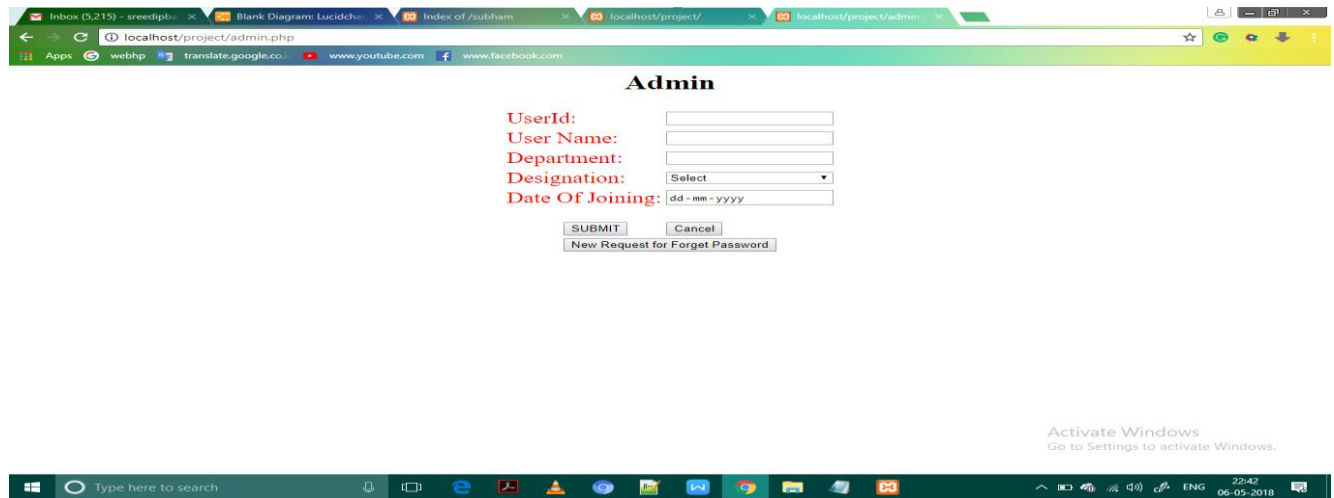 Inbox (5,215) - sreedipba
Blank Diagram: Lucidchar
Index of /subham
localhost/project/
localhost/project/admin.
localhost/project/admin.php
Apps
webhp
translate.google.co.i
www.youtube.com
www.facebook.com
Admin
UserId:
User Name:
Department:
Designation: Select
Date Of Joining: dd-mm-yyyy
SUBMIT Cancel
New Request for Forget Password
Activate Windows
Go to Settings to activate Windows.
Type here to search
ENG
22:42
06-05-2018